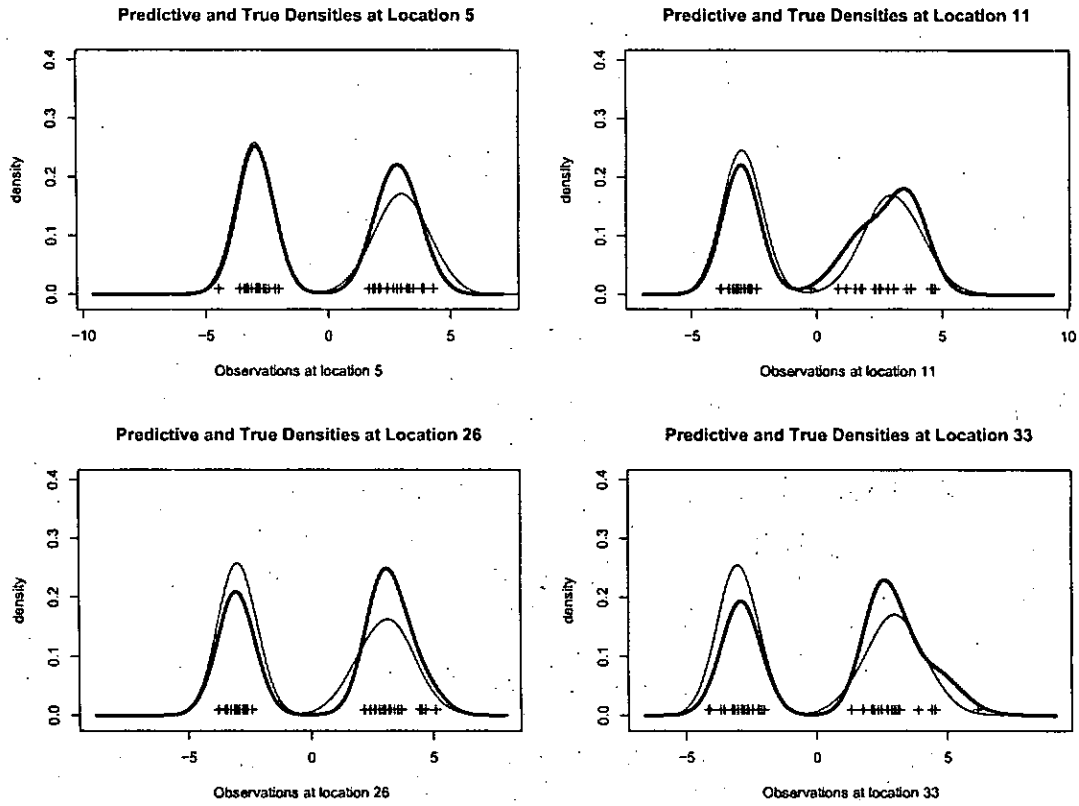 Predictive and True Densities at Location 5
density
0.0 0.1 0.2 0.3 0.4
−10 −5 0 5
Observations at location 5
Predictive and True Densities at Location 11
density
0.0 0.1 0.2 0.3 0.4
−5 0 5 10
Observations at location 11
Predictive and True Densities at Location 26
density
0.0 0.1 0.2 0.3 0.4
−5 0 5
Observations at location 26
Predictive and True Densities at Location 33
density
0.0 0.1 0.2 0.3 0.4
−5 0 5
Observations at location 33